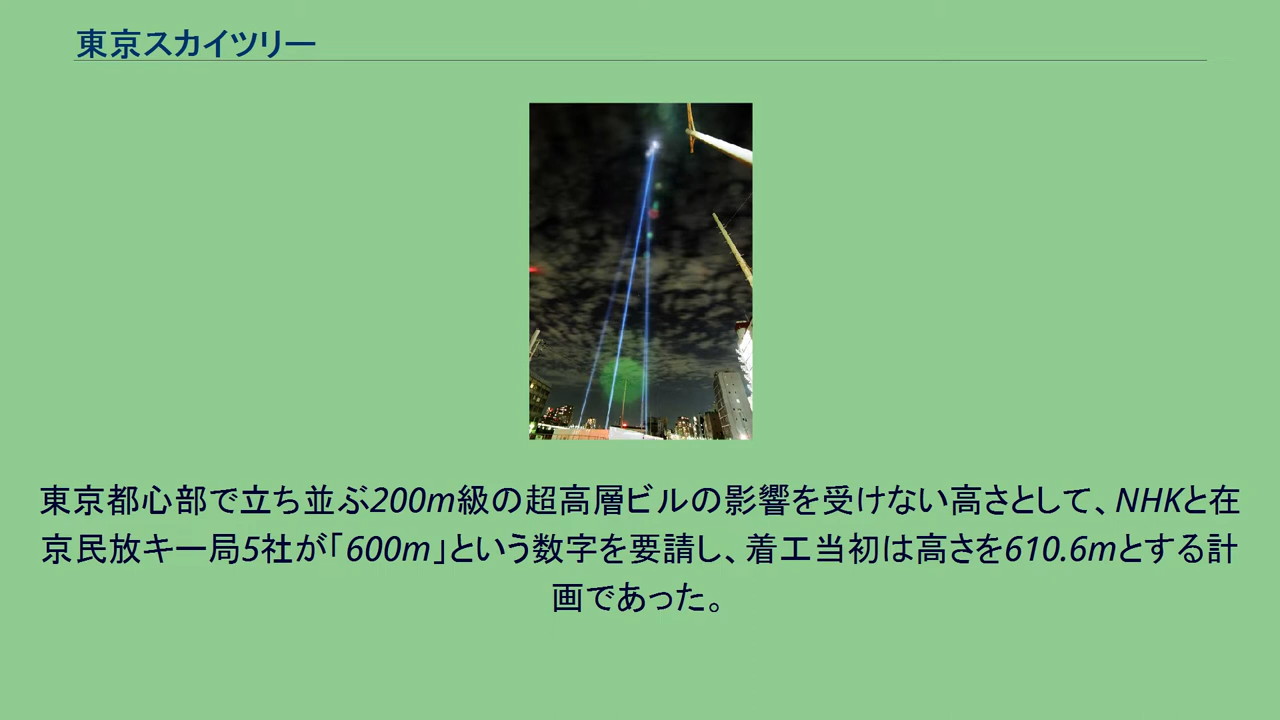 東京スカイツリー
東京都心部で立ち並ぶ200m級の超高層ビルの影響を受けない高さとして、NHKと在
京民放キー局5社が「600m」という数字を要請し、着工当初は高さを610.6mとする計
画であった。